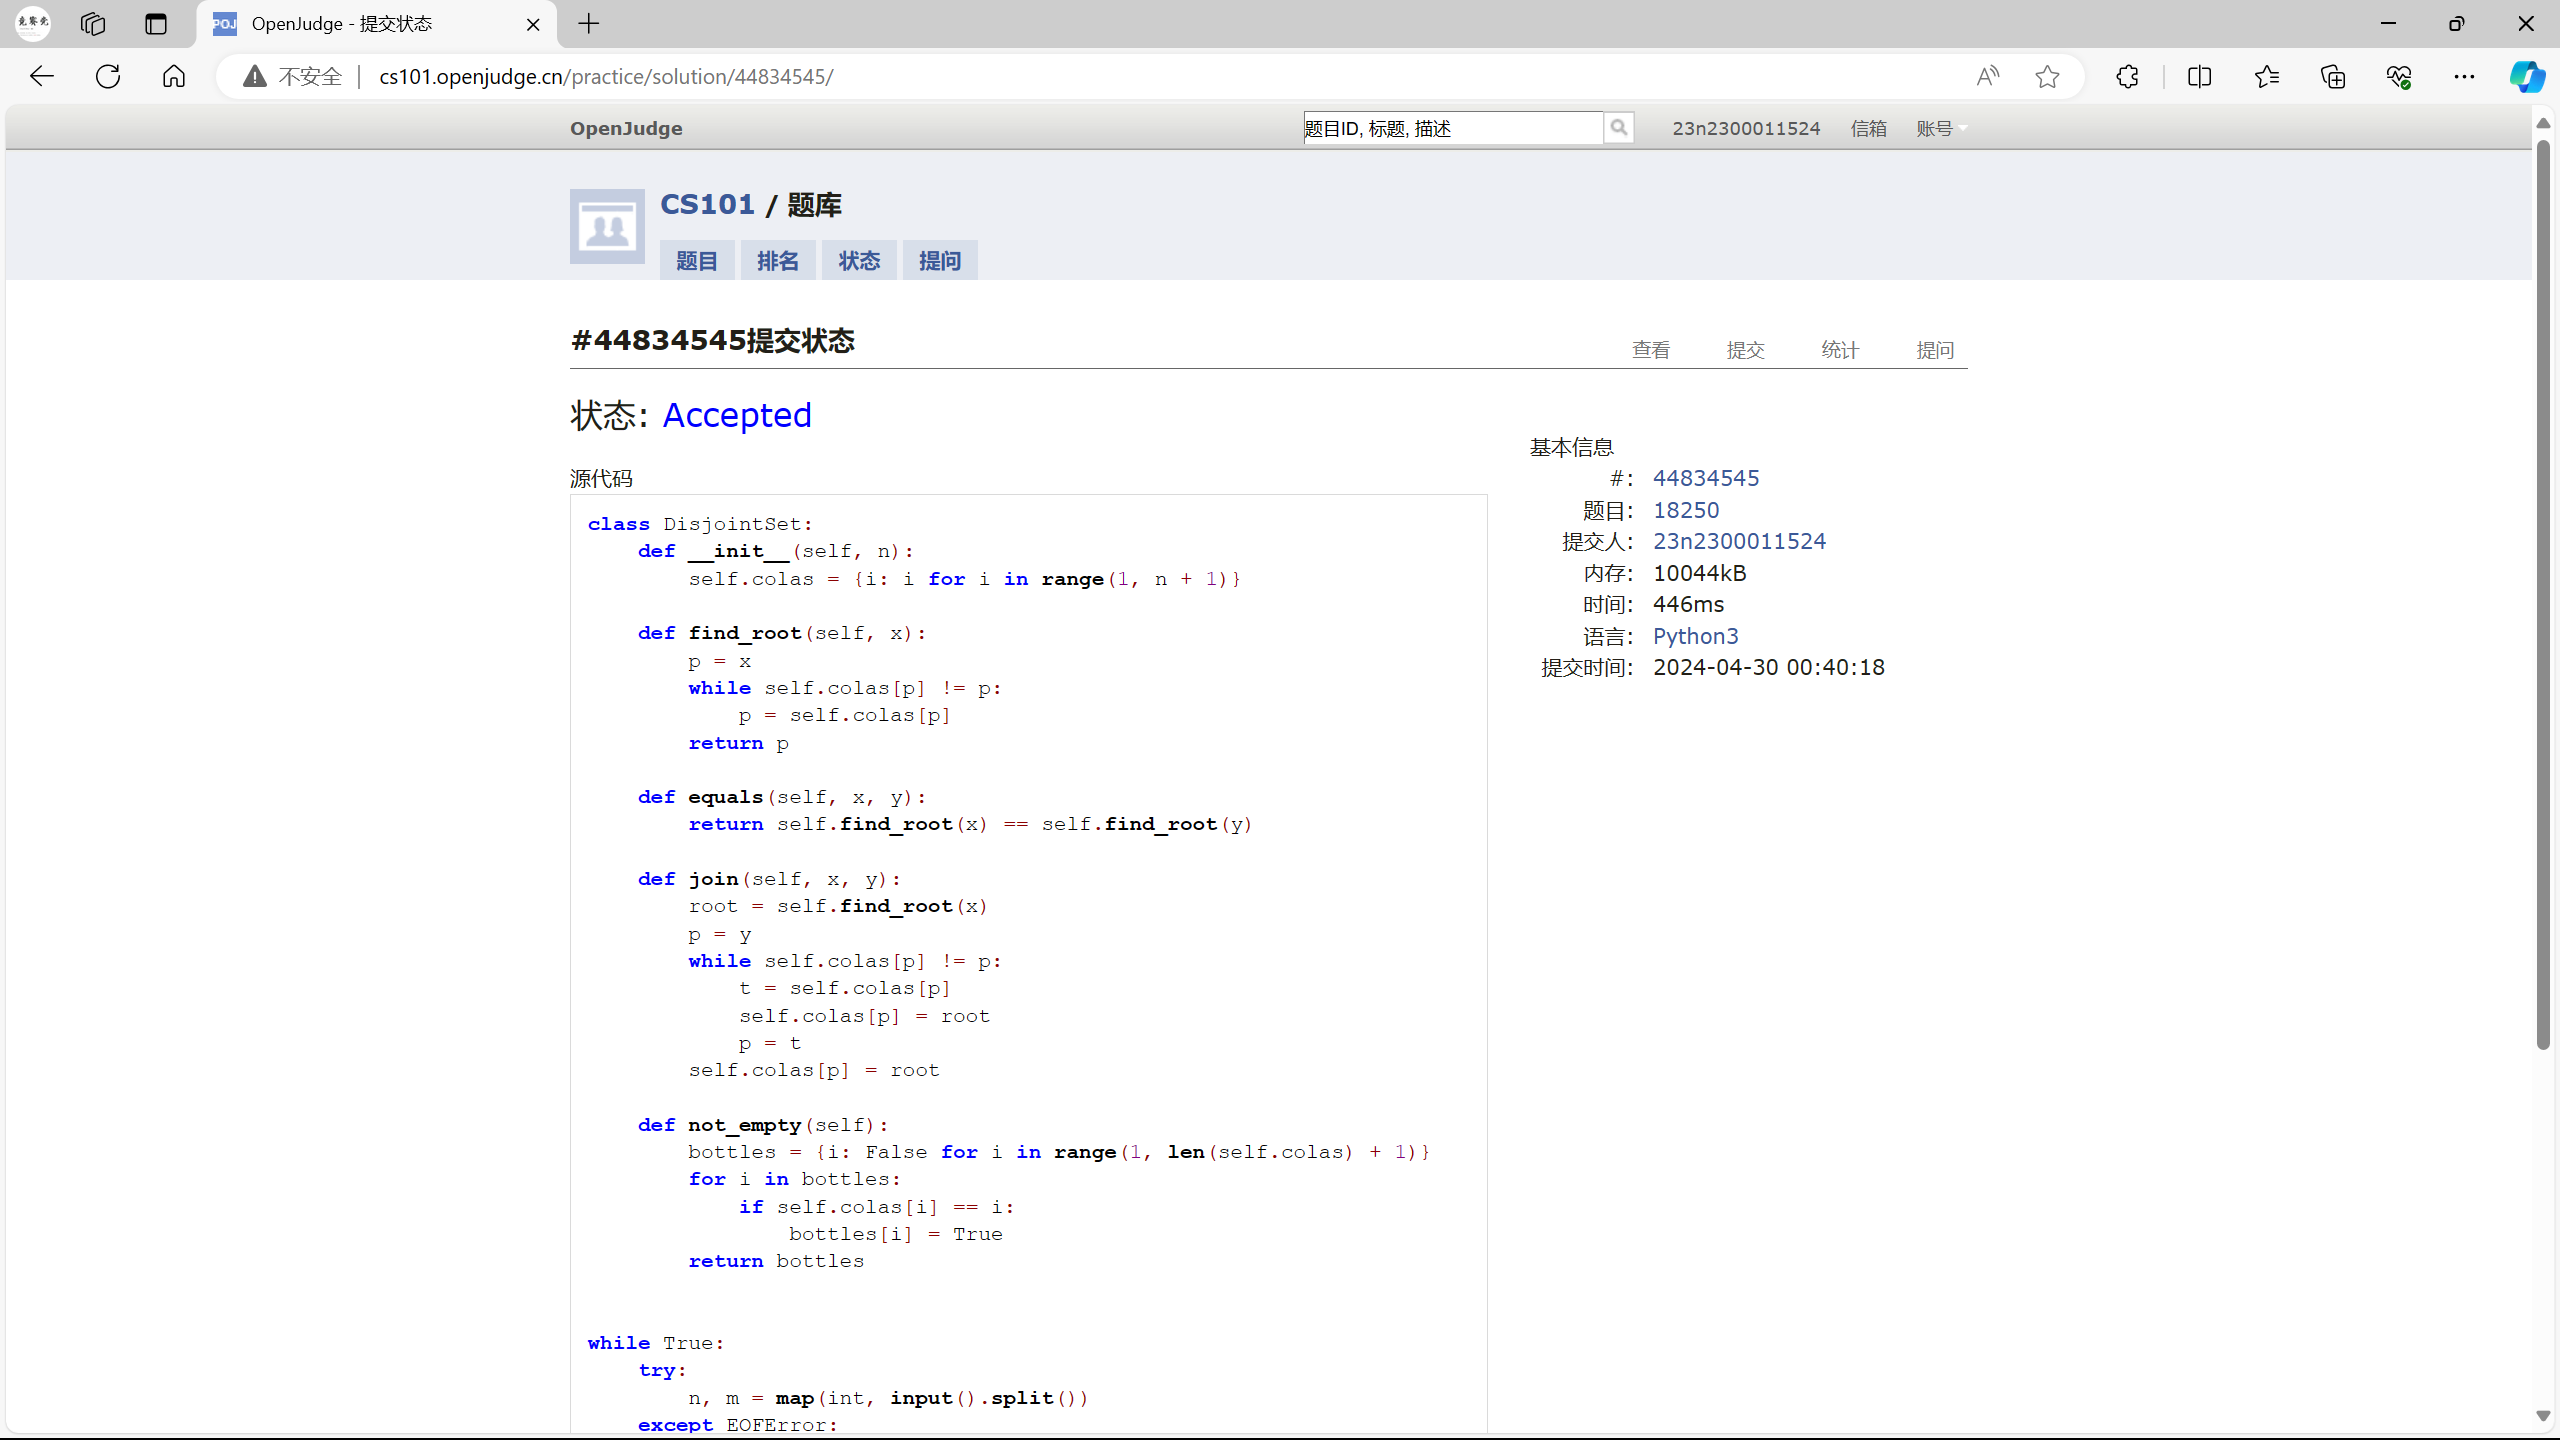 OpenJudge - 提交状态
不安全 cs101.openjudge.cn/practice/solution/44834545/
OpenJudge 题目ID, 标题, 描述 23n2300011524 信箱 账号
CS101 / 题库
题目 排名 状态 提问
#44834545提交状态 查看 提交 统计 提问
状态: Accepted
源代码
class DisjointSet:
    def __init__(self, n):
        self.colas = {i: i for i in range(1, n + 1)}
    def find_root(self, x):
        p = x
        while self.colas[p] != p:
            p = self.colas[p]
        return p
    def equals(self, x, y):
        return self.find_root(x) == self.find_root(y)
    def join(self, x, y):
        root = self.find_root(x)
        p = y
        while self.colas[p] != p:
            t = self.colas[p]
            self.colas[p] = root
            p = t
        self.colas[p] = root
    def not_empty(self):
        bottles = {i: False for i in range(1, len(self.colas) + 1)}
        for i in bottles:
            if self.colas[i] == i:
                bottles[i] = True
        return bottles
while True:
    try:
        n, m = map(int, input().split())
    except EOFError:
基本信息
#: 44834545
题目: 18250
提交人: 23n2300011524
内存: 10044kB
时间: 446ms
语言: Python3
提交时间: 2024-04-30 00:40:18